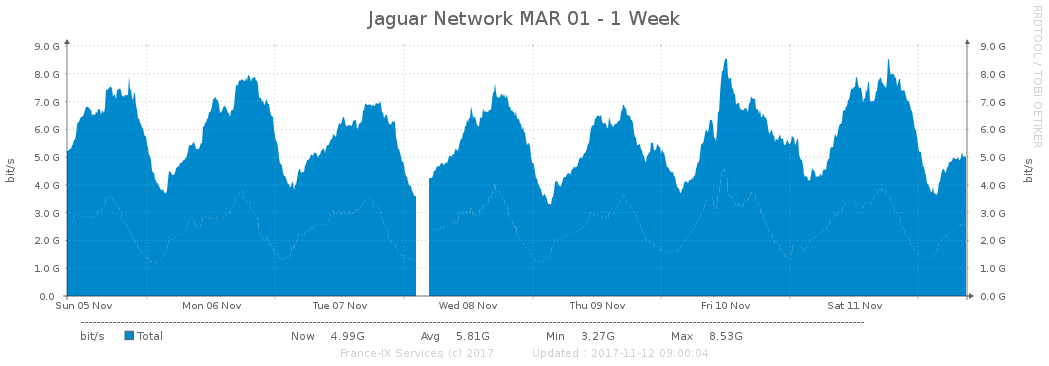 Jaguar Network MAR 01 - 1 Week
RRDTOOL / TOBI OETIKER
9.0 G 9.0 G
8.0 G 8.0 G
7.0 G 7.0 G
6.0 G 6.0 G
5.0 G 5.0 G
4.0 G 4.0 G
3.0 G 3.0 G
2.0 G 2.0 G
1.0 G 1.0 G
0.0 0.0 G
bit/s
bit/s
Sun 05 Nov Mon 06 Nov Tue 07 Nov Wed 08 Nov Thu 09 Nov Fri 10 Nov Sat 11 Nov
bit/s Total Now 4.99G Avg 5.81G Min 3.27G Max 8.53G
France-IX Services (c) 2017 Updated : 2017-11-12 09:00:04